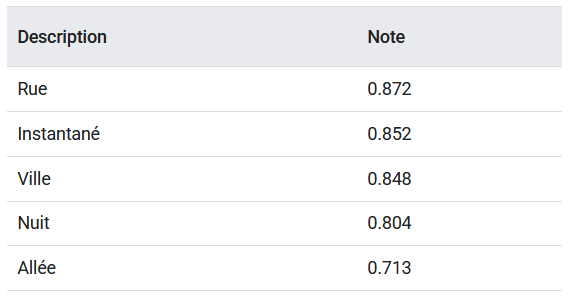 Description Note
Rue 0.872
Instantané 0.852
Ville 0.848
Nuit 0.804
Allée 0.713